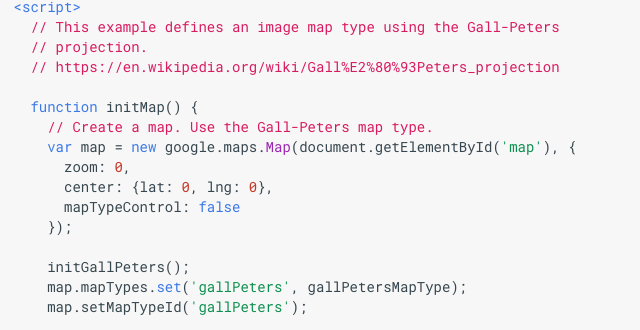 <script>
// This example defines an image map type using the Gall-Peters
// projection.
// https://en.wikipedia.org/wiki/Gall%E2%80%93Peters_projection
function initMap() {
// Create a map. Use the Gall-Peters map type.
var map = new google.maps.Map(document.getElementById('map'), {
zoom: 0,
center: {lat: 0, lng: 0},
mapTypeControl: false
});
initGallPeters();
map.mapTypes.set('gallPeters', gallPetersMapType);
map.setMapTypeId('gallPeters');